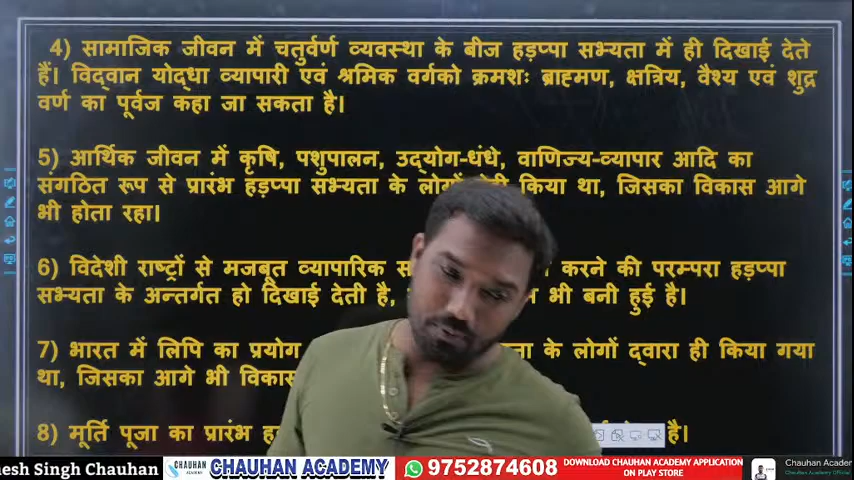 4) सामाजिक जीवन में चतुर्वर्ण व्यवस्था के बीज हड़प्पा सभ्यता में ही दिखाई देते
हैं। विद्वान योद्धा व्यापारी एवं श्रमिक वर्गको क्रमशः ब्राह्मण, क्षत्रिय, वैश्य एवं शुद्र
वर्ण का पूर्वज कहा जा सकता है।
5) आर्थिक जीवन में कृषि, पशुपालन, उद्योग-धंधे, वाणिज्य-व्यापार आदि का
संगठित रूप से प्रारंभ हड़प्पा सभ्यता के किया था, जिसका विकास आगे
भी होता रहा।
6) विदेशी राष्ट्रों से मजबूत व्यापारिक करने की परम्परा हड़प्पा
सभ्यता के अन्तर्गत हो दिखाई देती है, भी बनी हुई है।
7) भारत में लिपि का प्रयोग के लोगों द्वारा ही किया गया
था, जिसका आगे भी
8) मूर्ति पूजा का प्रारंभ है।
esh Singh Chauhan CHAUHAN ACADEMY 9752874608 DOWNLOAD CHAUHAN ACADEMY APPLICATION
ON PLAY STORE
Chauhan Academy Official